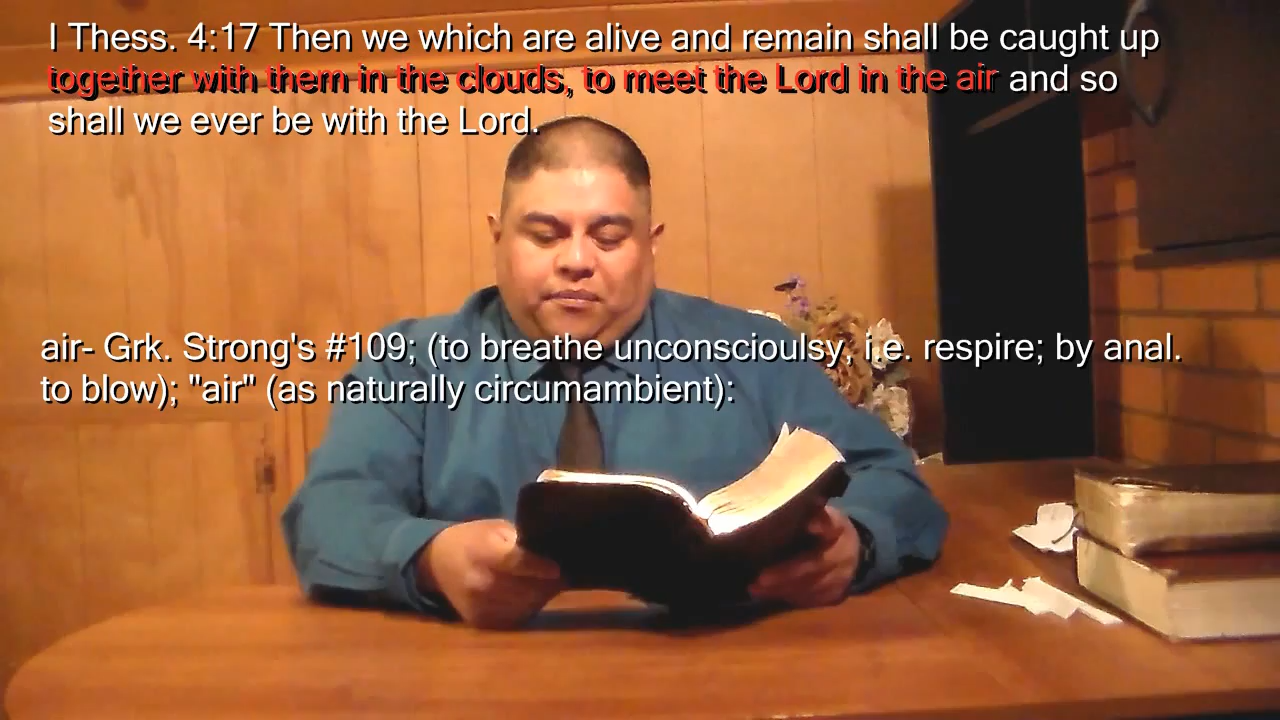 I Thess. 4:17 Then we which are alive and remain shall be caught up
together with them in the clouds, to meet the Lord in the air and so
shall we ever be with the Lord.
air- Grk. Strong's #109; (to breathe unconscioulsy, i.e. respire; by anal.
to blow); "air" (as naturally circumambient):